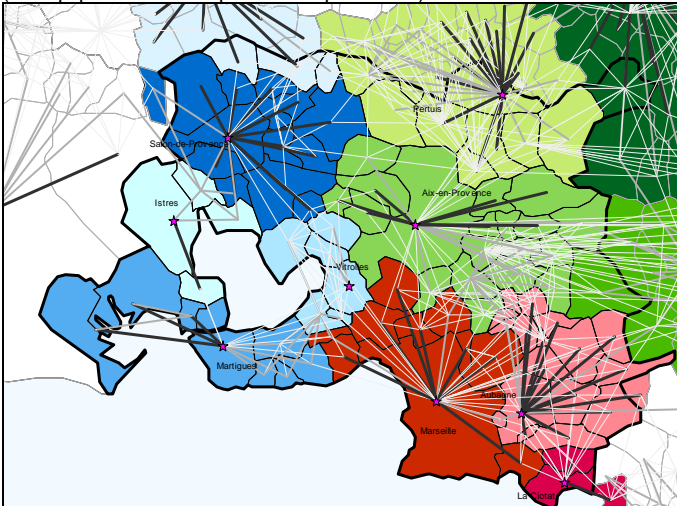 Pertuis
Salon-de-Provence
Aix-en-Provence
Istres
Vitrolles
Martigues
Aubagne
Marseille
La Ciotat